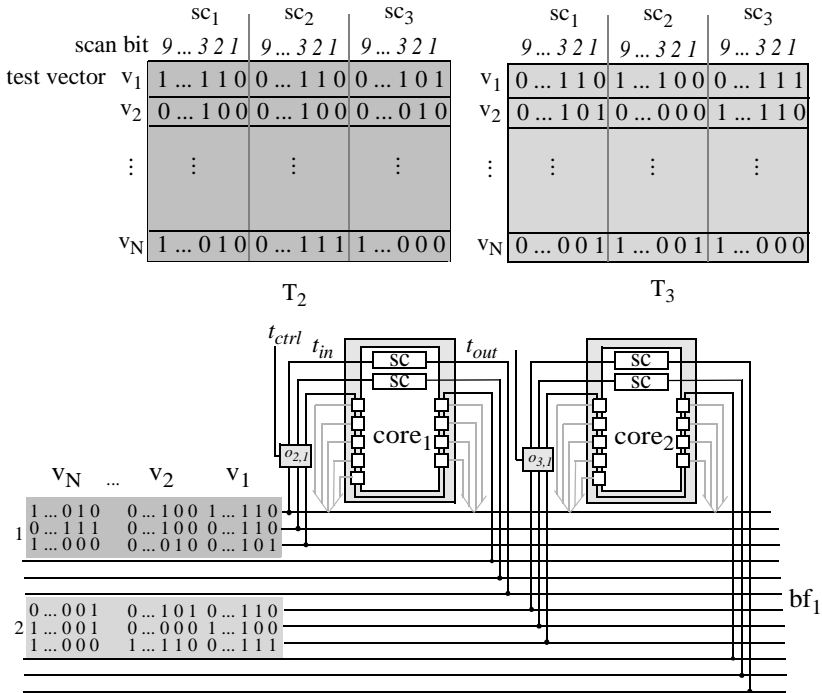 sc1 sc2 sc3 sc1 sc2 sc3
scan bit 9 ... 3 2 1 9 ... 3 2 1 9 ... 3 2 1 9 ... 3 2 1 9 ... 3 2 1 9 ... 3 2 1
test vector v1 1 ... 1 1 0 0 ... 1 1 0 0 ... 1 0 1 v1 0 ... 1 1 0 1 ... 1 0 0 0 ... 1 1 1
v2 0 ... 1 0 0 0 ... 1 0 0 0 ... 0 1 0 v2 0 ... 1 0 1 0 ... 0 0 0 1 ... 1 1 0
⋮ ⋮ ⋮ ⋮ ⋮ ⋮
vN 1 ... 0 1 0 0 ... 1 1 1 1 ... 0 0 0 vN 0 ... 0 0 1 1 ... 0 0 1 1 ... 0 0 0
T2 T3
tctrl tin tout
sc sc
sc sc
core1 core2
o2,1 o3,1
vN ... v2 v1
1 ... 0 1 0 0 ... 1 0 0 1 ... 1 1 0
1 0 ... 1 1 1 0 ... 1 0 0 0 ... 1 1 0
1 ... 0 0 0 0 ... 0 1 0 0 ... 1 0 1
bf1
0 ... 0 0 1 0 ... 1 0 1 0 ... 1 1 0
2 1 ... 0 0 1 0 ... 0 0 0 1 ... 1 0 0
1 ... 0 0 0 1 ... 1 1 0 0 ... 1 1 1